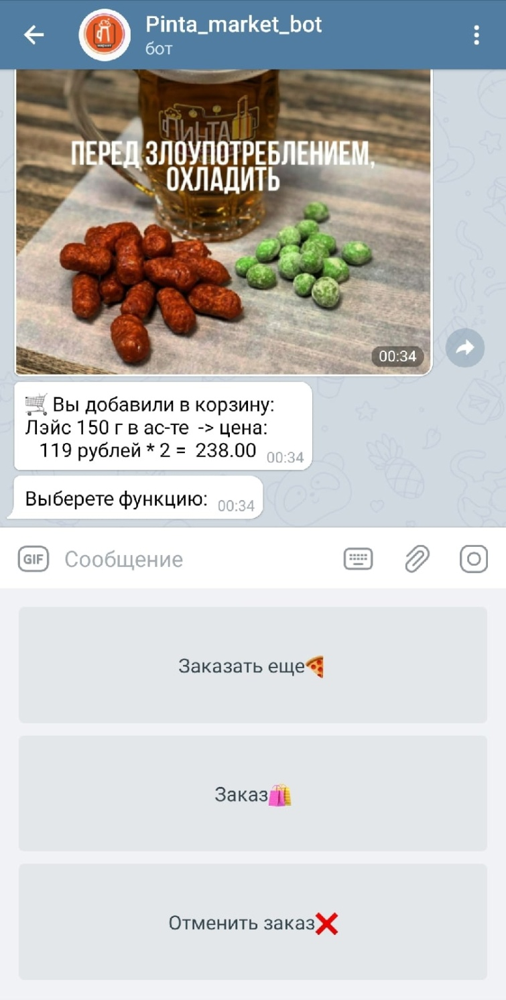 Pinta_market_bot
бот
ПИНТА
ПЕРЕД ЗЛОУПОТРЕБЛЕНИЕМ,
ОХЛАДИТЬ
00:34
Вы добавили в корзину:
Лэйс 150 г в ас-те -> цена:
119 рублей * 2 = 238.00 00:34
Выберете функцию: 00:34
GIF Сообщение
Заказать еще
Заказ
Отменить заказ